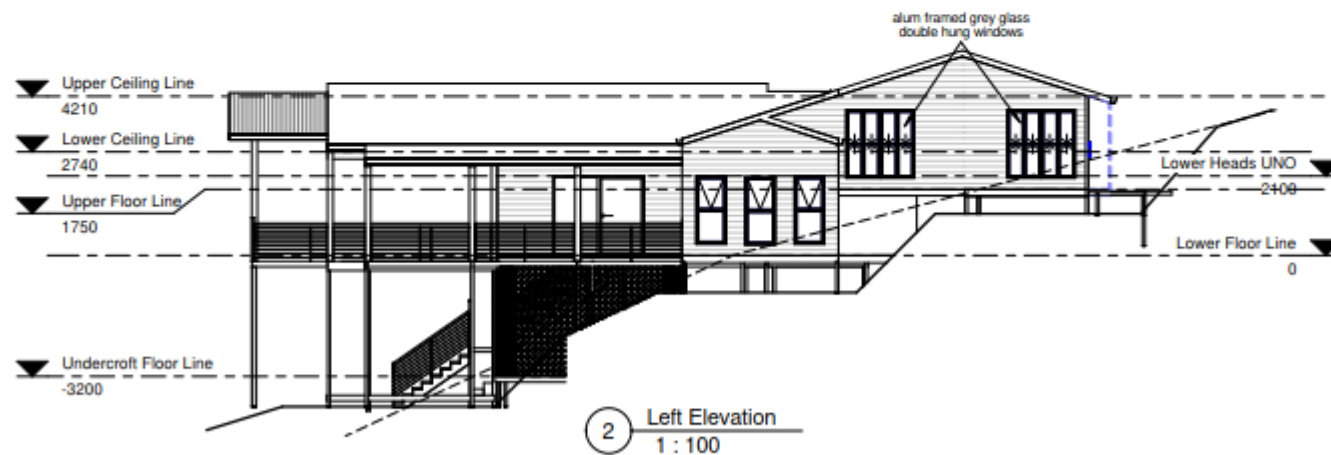 alum framed grey glass
double hung windows
Upper Ceiling Line
4210
Lower Ceiling Line
2740
Lower Heads UNO
2100
Upper Floor Line
1750
Lower Floor Line
0
Undercroft Floor Line
-3200
2 Left Elevation
1 : 100